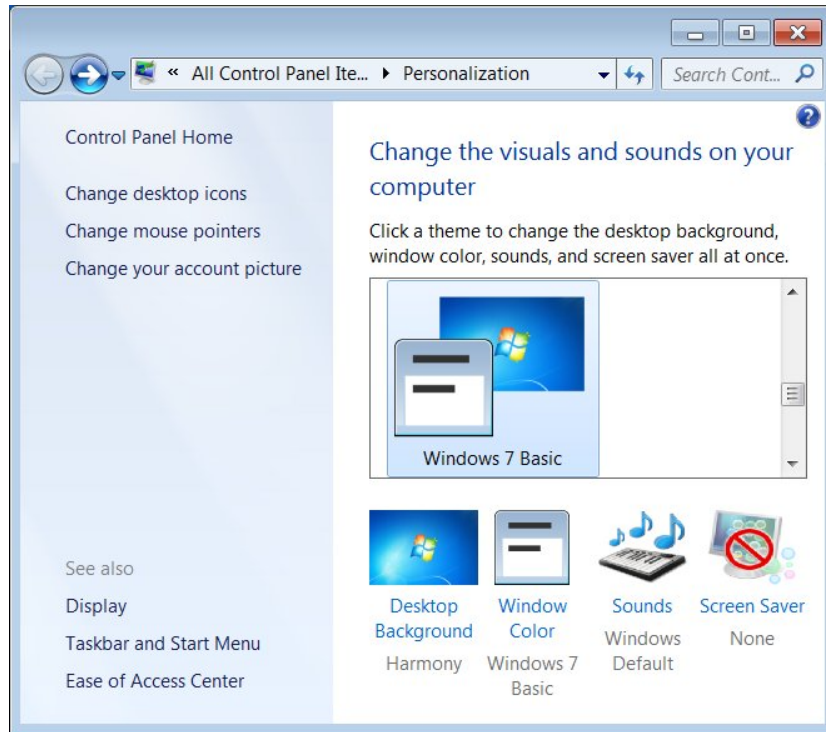 « All Control Panel Ite... Personalization
Search Cont...
Control Panel Home
Change desktop icons
Change mouse pointers
Change your account picture
See also
Display
Taskbar and Start Menu
Ease of Access Center
?
Change the visuals and sounds on your
computer
Click a theme to change the desktop background,
window color, sounds, and screen saver all at once.
Windows 7 Basic
Desktop
Background
Harmony
Window
Color
Windows 7
Basic
Sounds
Windows
Default
Screen Saver
None